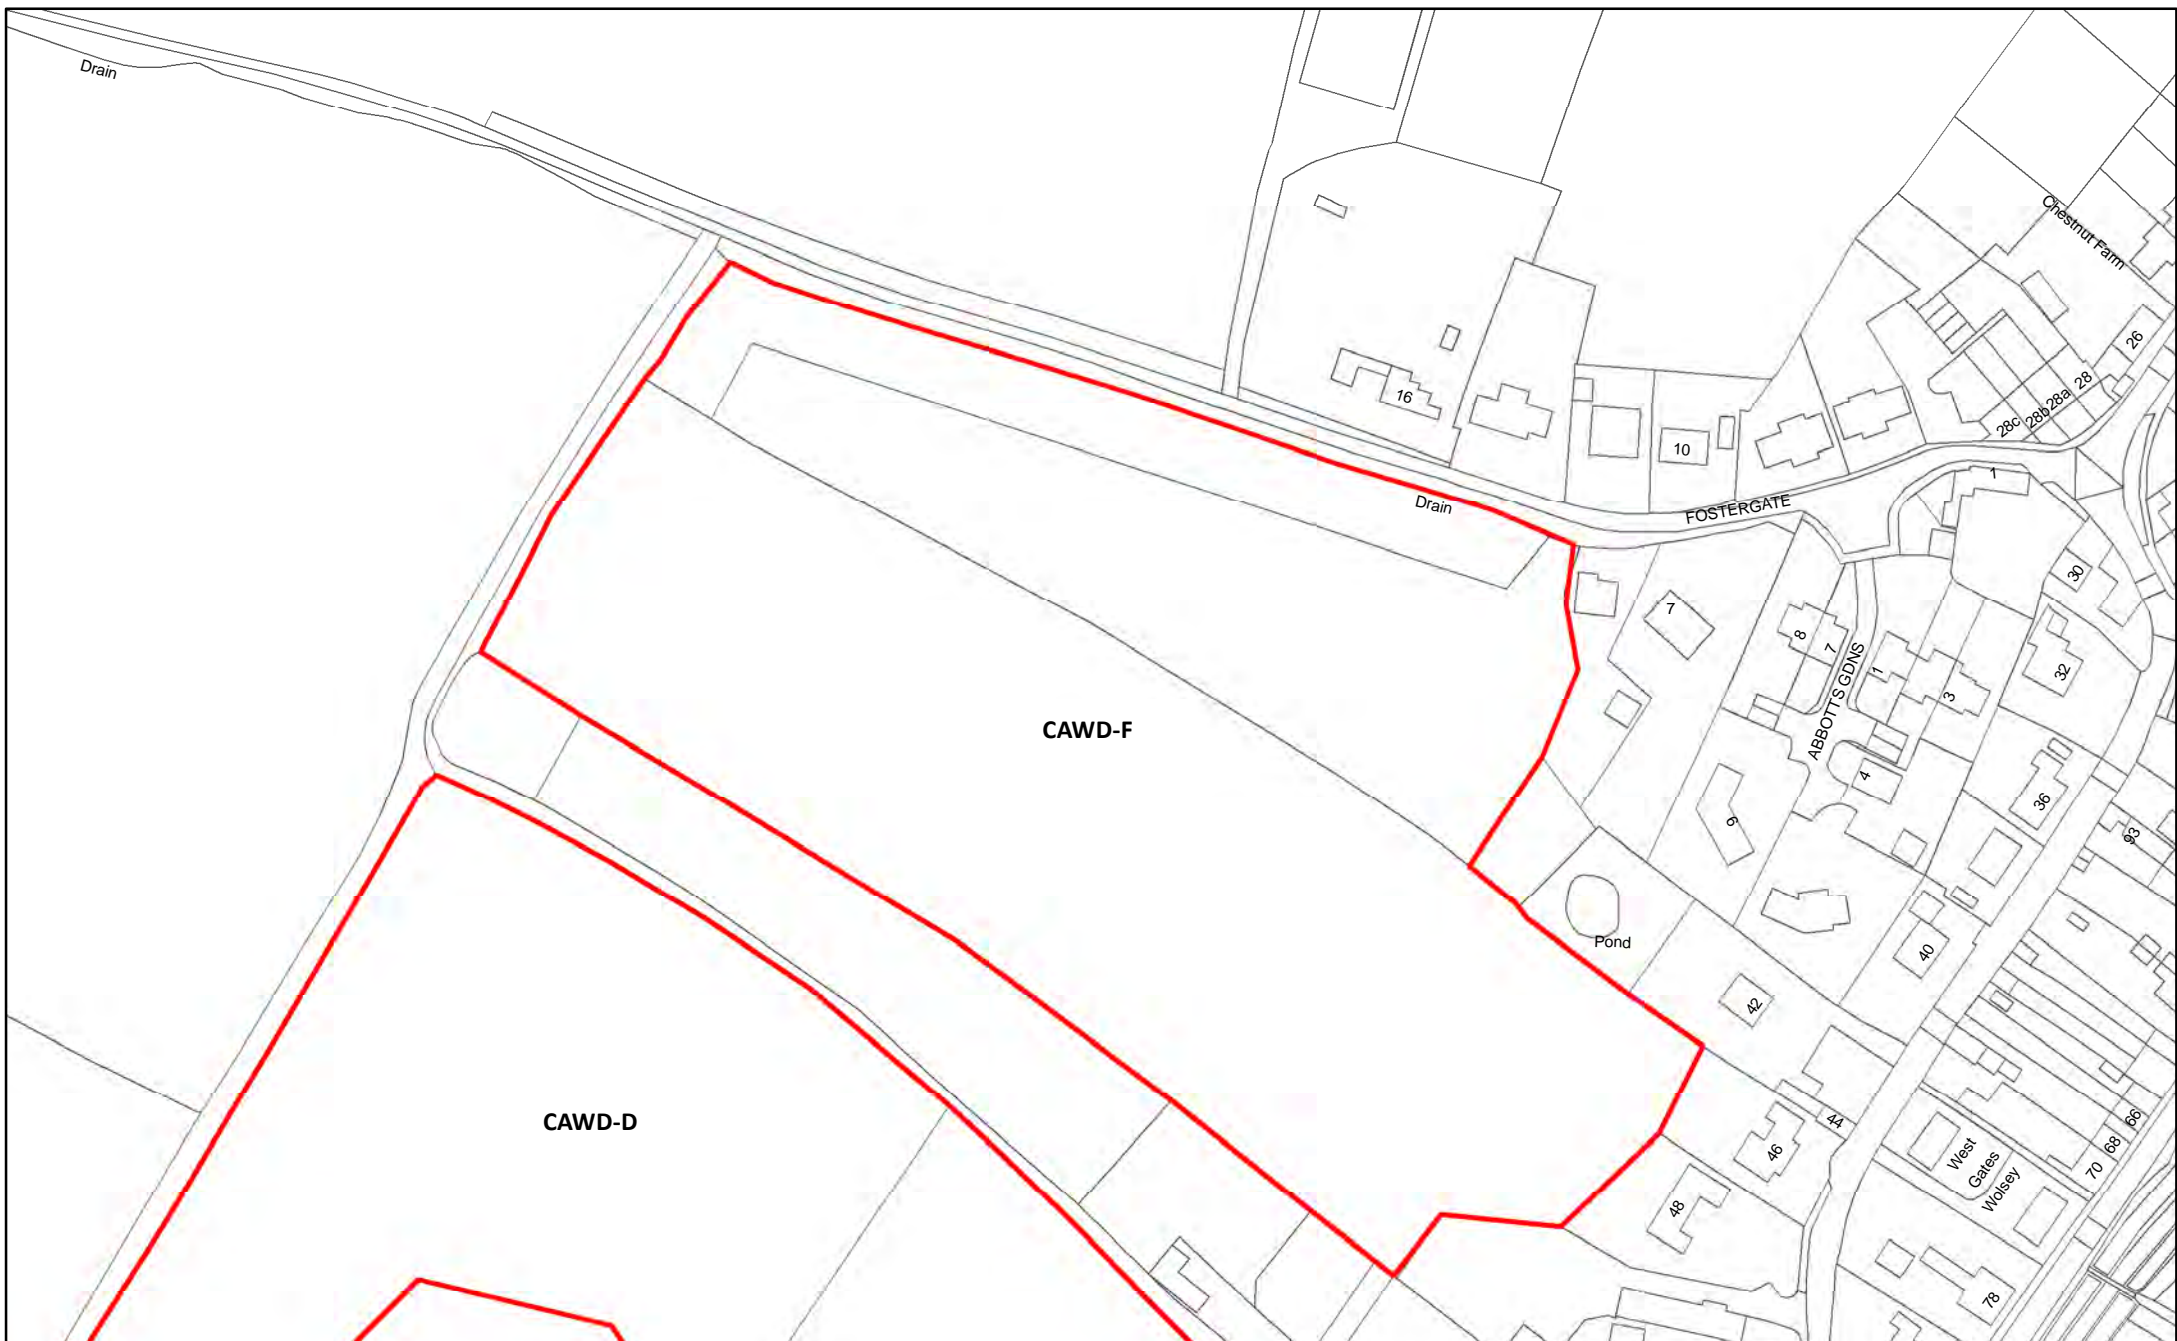 Drain
Chestnut Farm
26
16
28
28a
28b
28c
10
1
Drain
FOSTERGATE
30
7
8
7
1
32
3
ABBOTTS GDNS
CAWD-F
4
36
6
93
Pond
40
42
CAWD-D
44
66
46
68
West
70
Gates
Wolsey
48
78